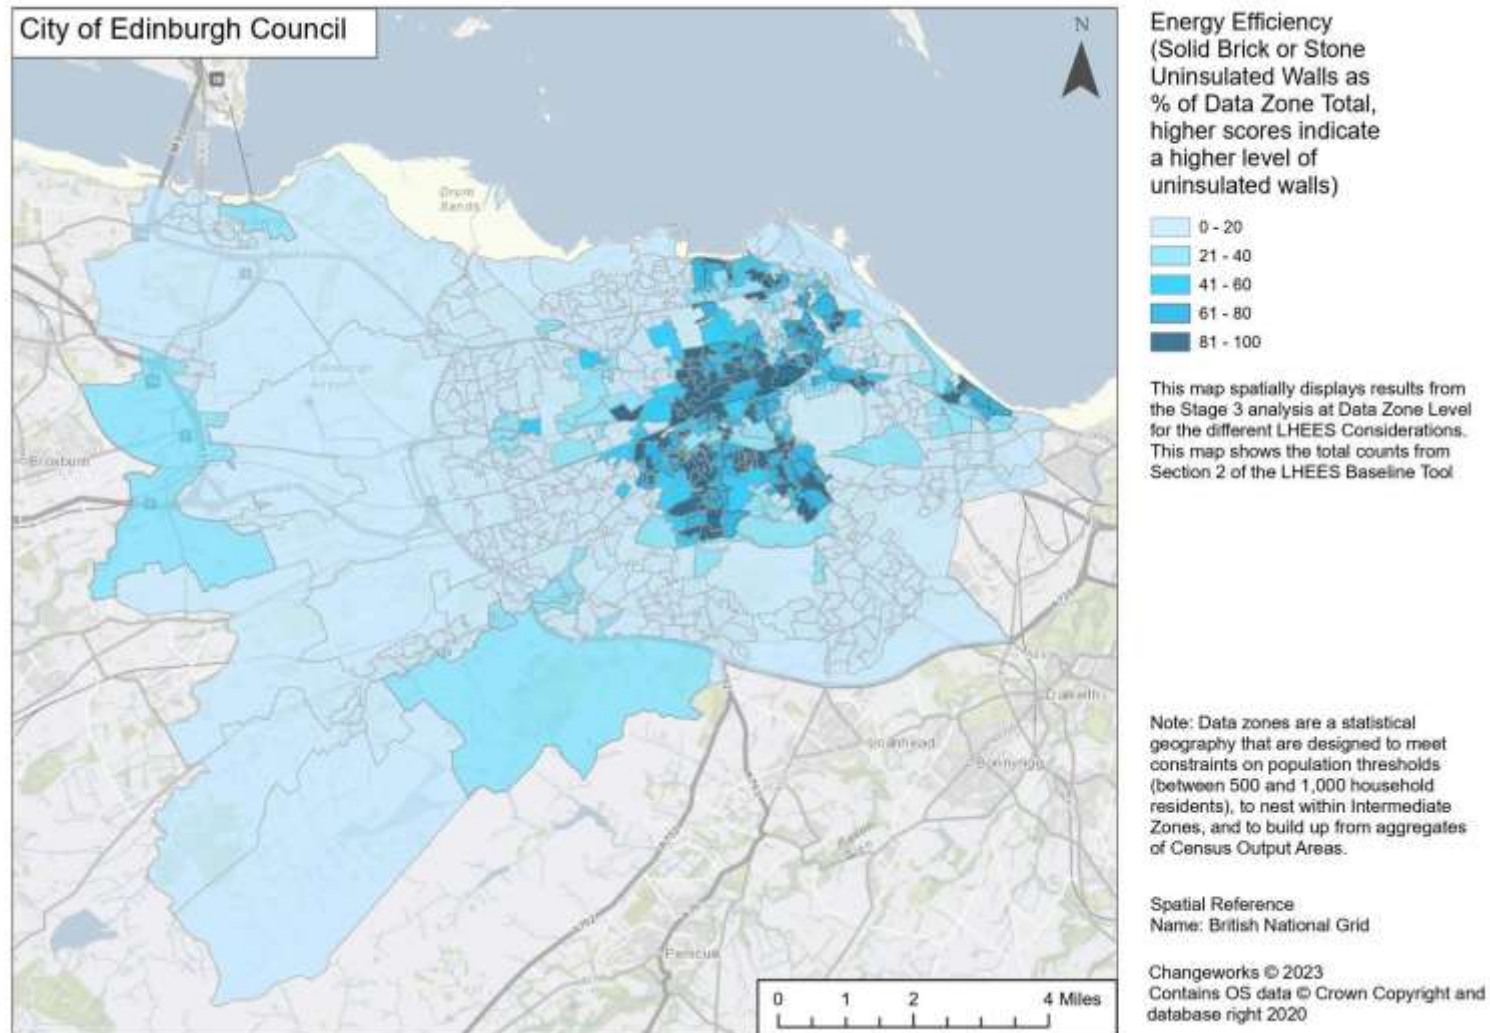 City of Edinburgh Council
N
Drum
Sands
Edinburgh
Airport
Broxburn
Dalkeith
Loanhead
Bonnyrigg
Penicuik
0 1 2 4 Miles
Energy Efficiency
(Solid Brick or Stone
Uninsulated Walls as
% of Data Zone Total,
higher scores indicate
a higher level of
uninsulated walls)
0 - 20
21 - 40
41 - 60
61 - 80
81 - 100
This map spatially displays results from
the Stage 3 analysis at Data Zone Level
for the different LHEES Considerations.
This map shows the total counts from
Section 2 of the LHEES Baseline Tool
Note: Data zones are a statistical
geography that are designed to meet
constraints on population thresholds
(between 500 and 1,000 household
residents), to nest within Intermediate
Zones, and to build up from aggregates
of Census Output Areas.
Spatial Reference
Name: British National Grid
Changeworks © 2023
Contains OS data © Crown Copyright and
database right 2020